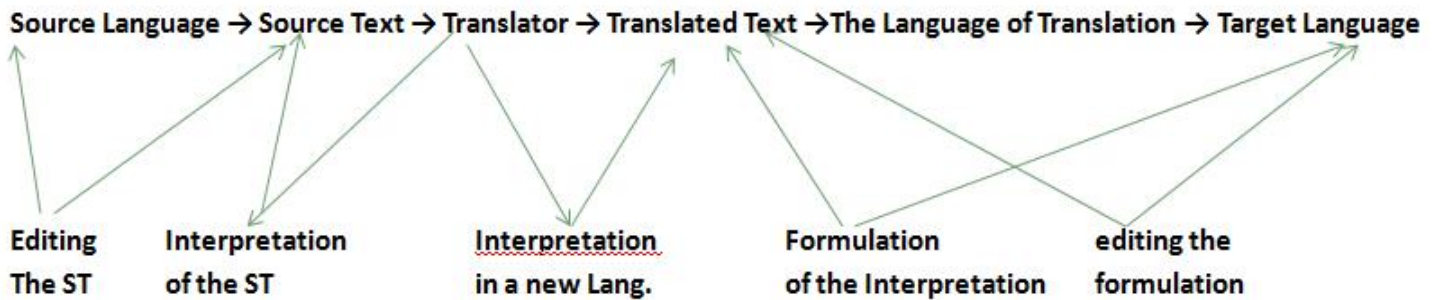 Source Language → Source Text → Translator → Translated Text →The Language of Translation → Target Language
Editing
The ST
Interpretation
of the ST
Interpretation
in a new Lang.
Formulation
of the Interpretation
editing the
formulation